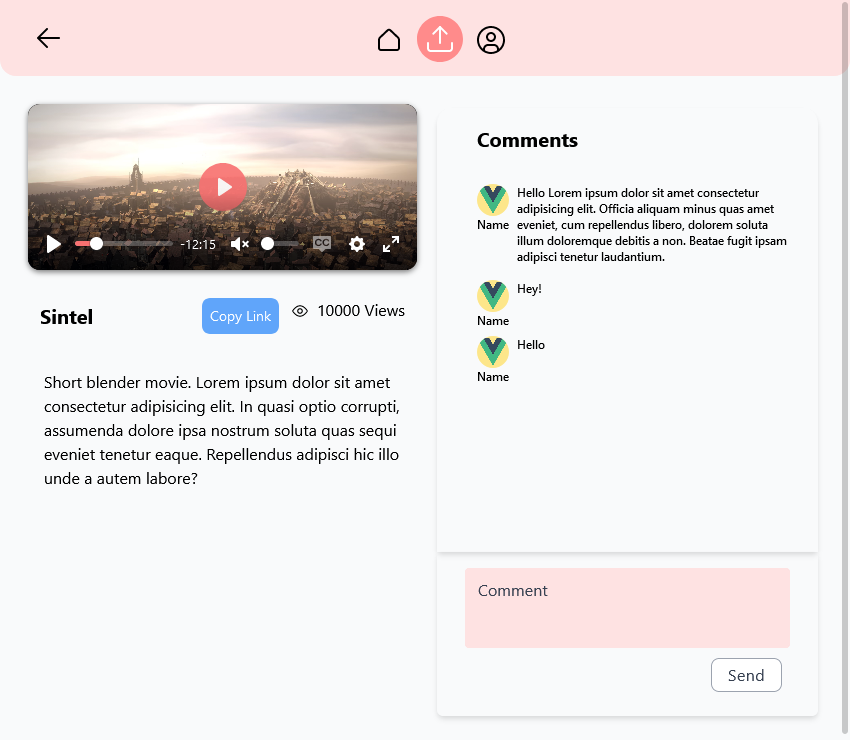 -12:15
CC
Sintel
Copy Link
10000 Views
Short blender movie. Lorem ipsum dolor sit amet
consectetur adipisicing elit. In quasi optio corrupti,
assumenda dolore ipsa nostrum soluta quas sequi
eveniet tenetur eaque. Repellendus adipisci hic illo
unde a autem labore?
Comments
Hello Lorem ipsum dolor sit amet consectetur
adipisicing elit. Officia aliquam minus quas amet
eveniet, cum repellendus libero, dolorem soluta
illum doloremque debitis a non. Beatae fugit ipsam
adipisci tenetur laudantium.
Name
Hey!
Name
Hello
Name
Comment
Send